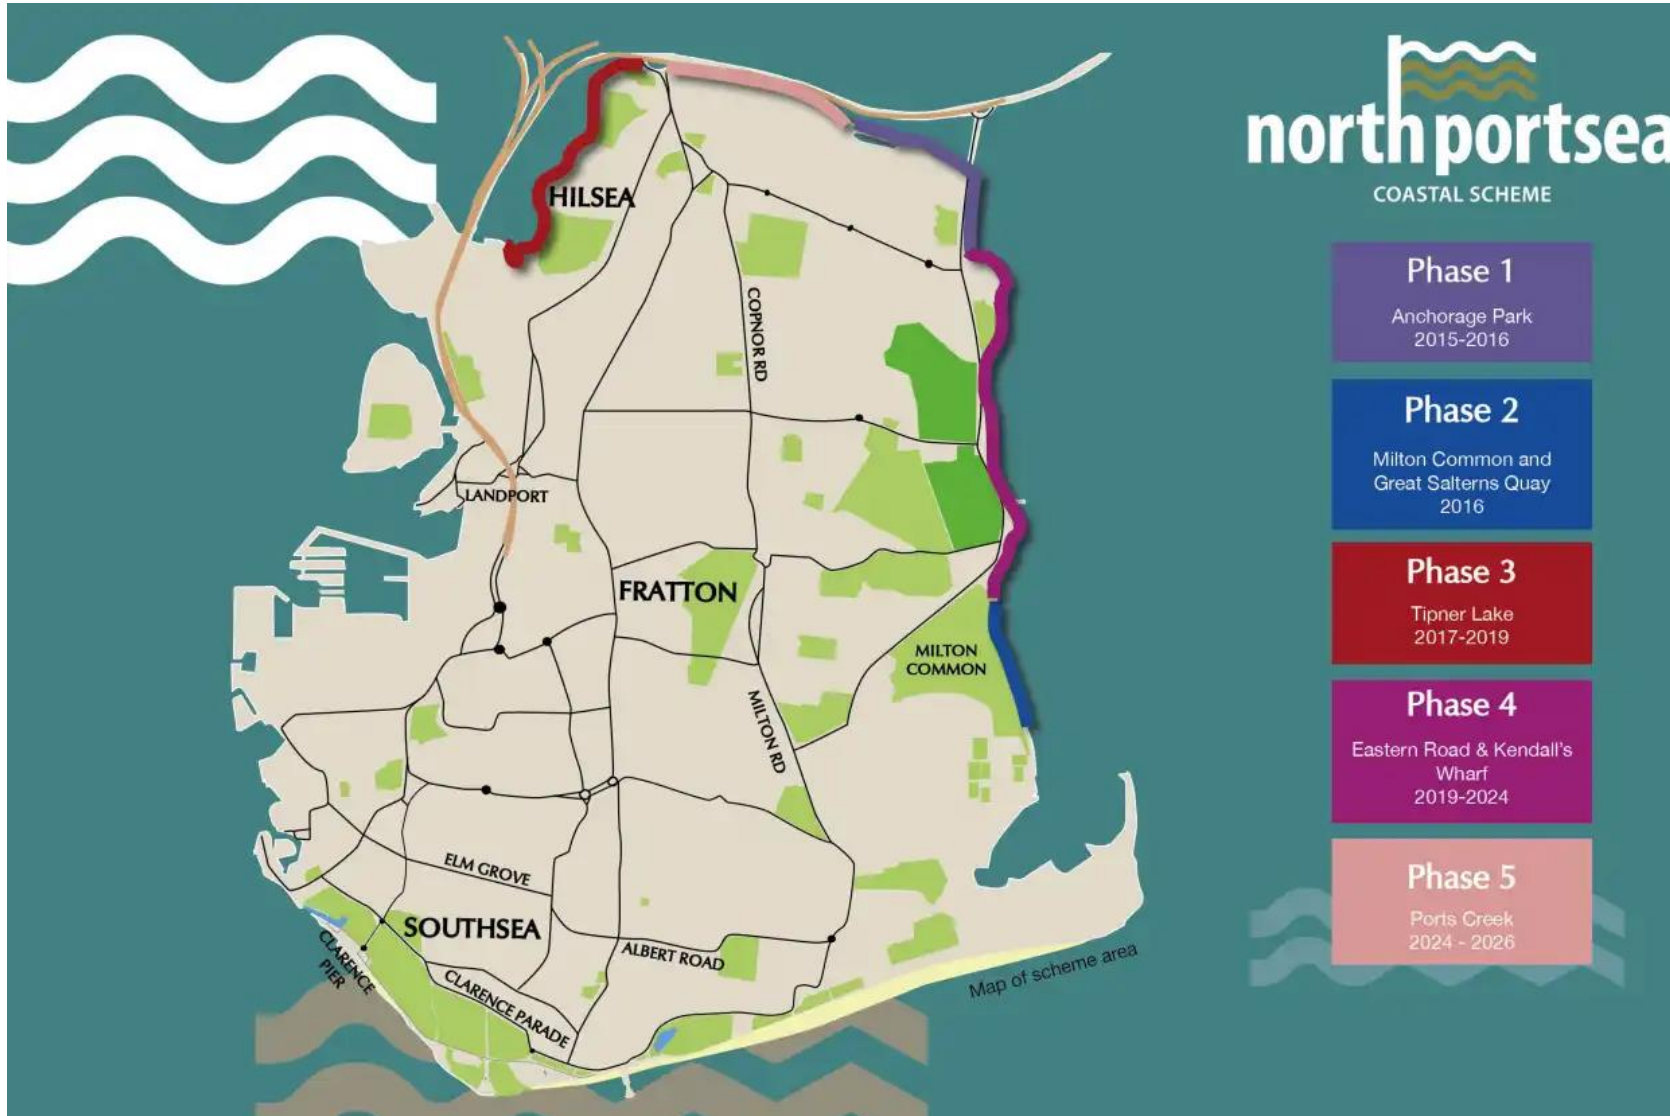 north portsea
COASTAL SCHEME
Phase 1
Anchorage Park
2015-2016
Phase 2
Milton Common and
Great Salterns Quay
2016
Phase 3
Tipner Lake
2017-2019
Phase 4
Eastern Road & Kendall's
Wharf
2019-2024
Phase 5
Ports Creek
2024 - 2026
HILSEA
COPNOR RD
LANDPORT
FRATTON
MILTON
COMMON
MILTON RD
ELM GROVE
SOUTHSEA
ALBERT ROAD
CLARENCE
PIER
CLARENCE PARADE
Map of scheme area